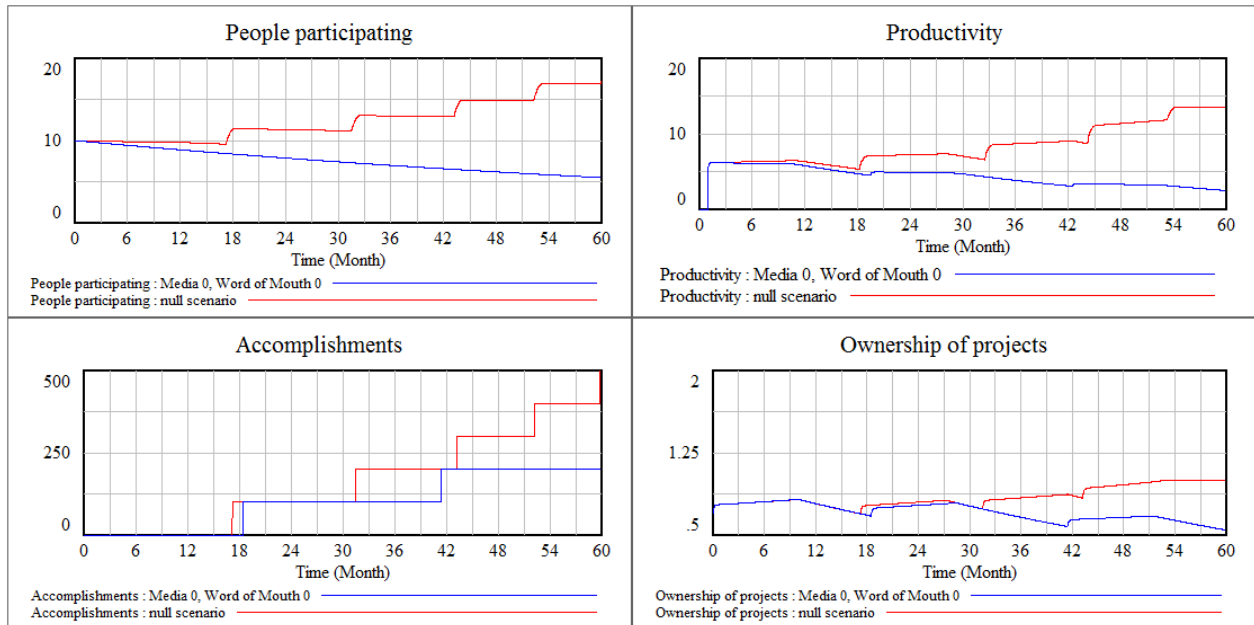 People participating
20
10
0
0 6 12 18 24 30 36 42 48 54 60
Time (Month)
People participating : Media 0, Word of Mouth 0
People participating : null scenario
Productivity
20
10
0
0 6 12 18 24 30 36 42 48 54 60
Time (Month)
Productivity : Media 0, Word of Mouth 0
Productivity : null scenario
Accomplishments
500
250
0
0 6 12 18 24 30 36 42 48 54 60
Time (Month)
Accomplishments : Media 0, Word of Mouth 0
Accomplishments : null scenario
Ownership of projects
2
1.25
.5
0 6 12 18 24 30 36 42 48 54 60
Time (Month)
Ownership of projects : Media 0, Word of Mouth 0
Ownership of projects : null scenario